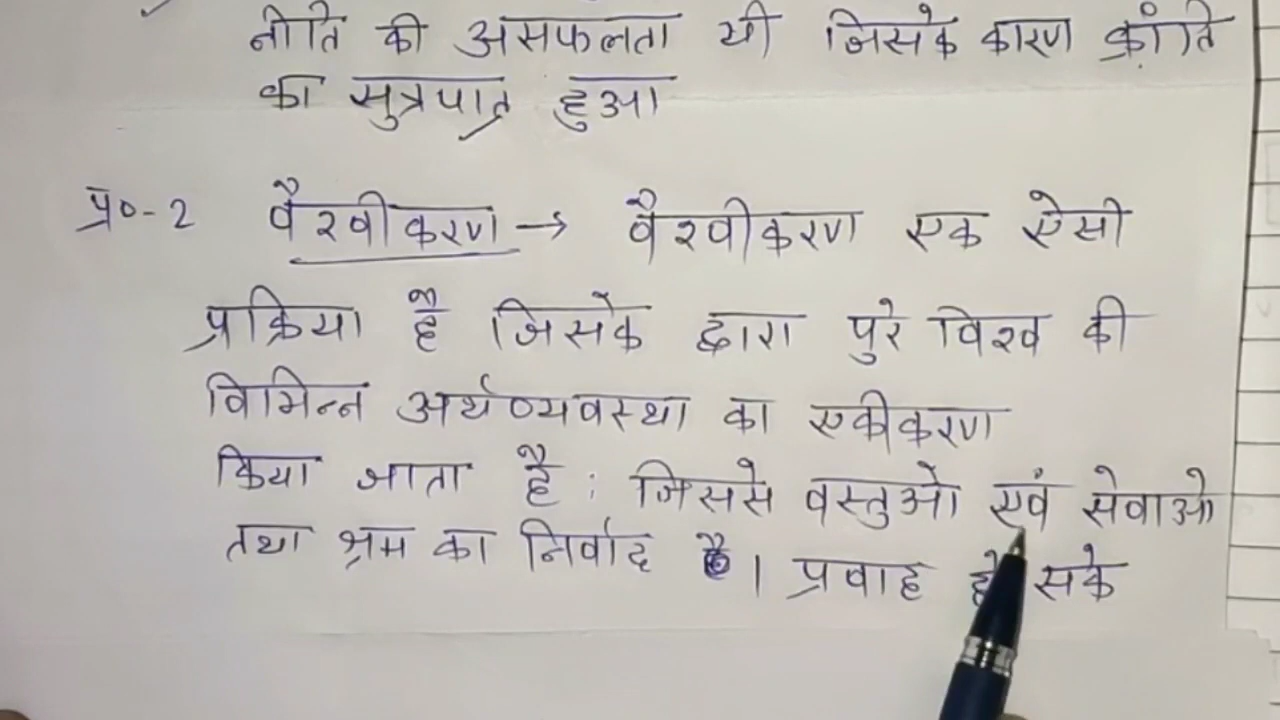 नीति की असफलता थी जिसके कारण क्रांति
का सुत्रपात्र हुआ
प्र०-2 वैश्वीकरण → वैश्वीकरण एक ऐसी
प्रक्रिया है जिसके द्वारा पुरे विश्व की
विभिन्न अर्थव्यवस्था का एकीकरण
किया जाता है : जिससे वस्तुओ एवं सेवाओ
तथा श्रम का निर्वाद । प्रवाह हो सके